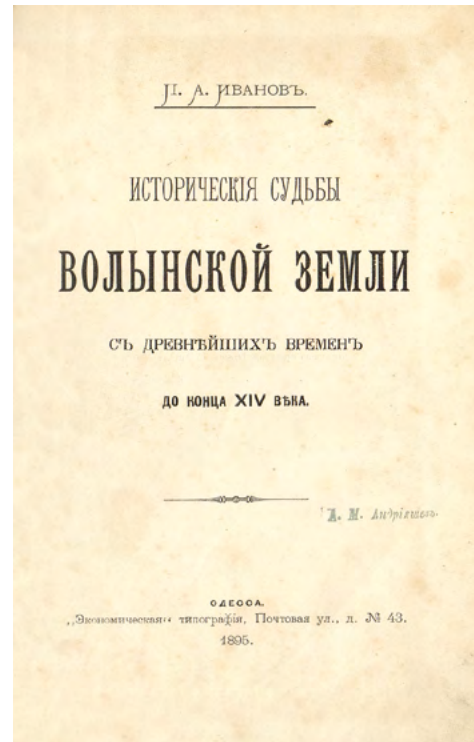 П. А. ИВАНОВЪ.
ИСТОРИЧЕСКІЯ СУДЬБЫ
ВОЛЫНСКОЙ ЗЕМЛИ
СЪ ДРЕВНѢЙШИХЪ ВРЕМЕНЪ
ДО КОНЦА XIV ВѢКА.
А. М.
ОДЕССА.
„Экономическая“ типографія, Почтовая ул., д. № 43.
1895.